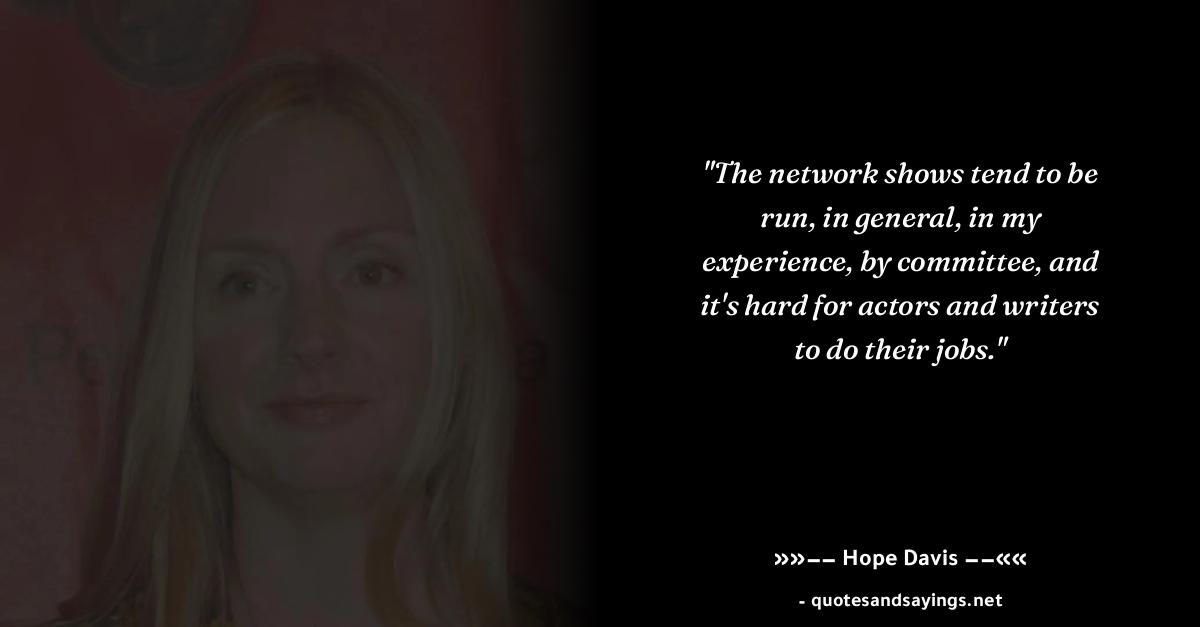 "The network shows tend to be
run, in general, in my
experience, by committee, and
it's hard for actors and writers
to do their jobs."
»»–– Hope Davis ––««
- quotesandsayings.net